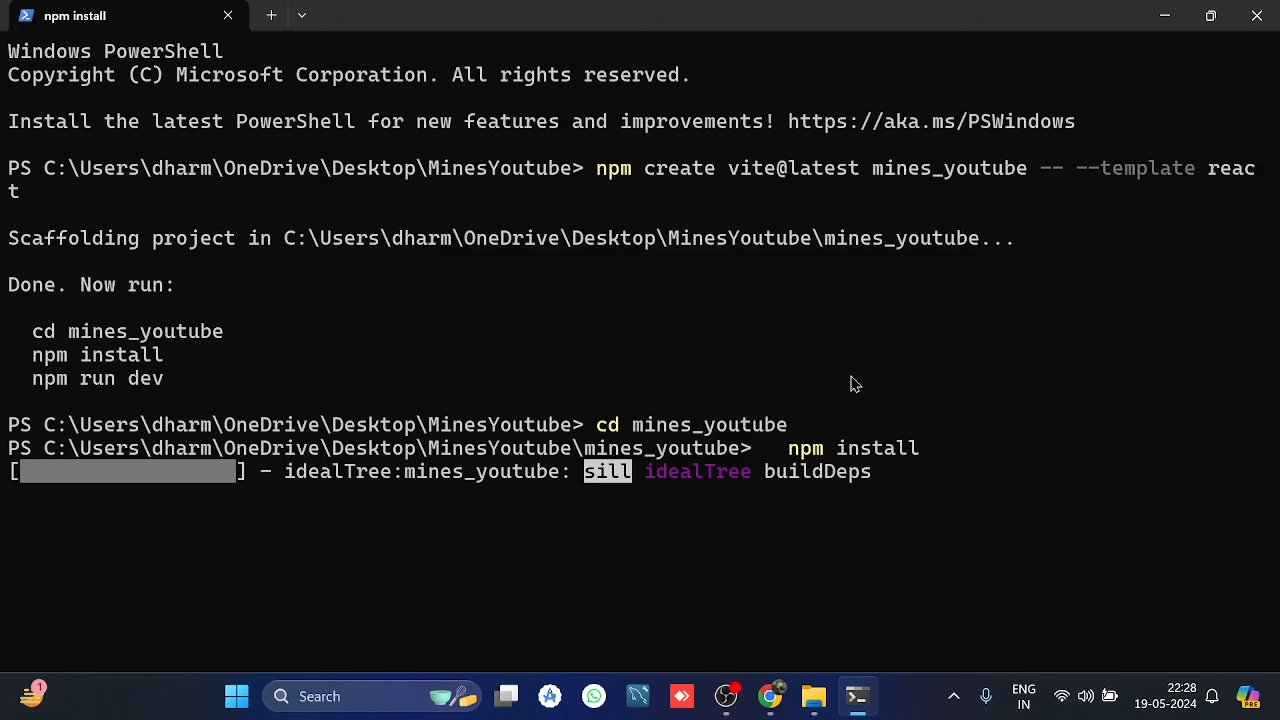 npm install
Windows PowerShell
Copyright (C) Microsoft Corporation. All rights reserved.
Install the latest PowerShell for new features and improvements! https://aka.ms/PSWindows
PS C:\Users\dharm\OneDrive\Desktop\MinesYoutube> npm create vite@latest mines_youtube -- --template reac
t
Scaffolding project in C:\Users\dharm\OneDrive\Desktop\MinesYoutube\mines_youtube...
Done. Now run:
cd mines_youtube
npm install
npm run dev
PS C:\Users\dharm\OneDrive\Desktop\MinesYoutube> cd mines_youtube
PS C:\Users\dharm\OneDrive\Desktop\MinesYoutube\mines_youtube>   npm install
[                  ] - idealTree:mines_youtube: sill idealTree buildDeps
1
Search
ENG
IN
22:28
19-05-2024
PRE